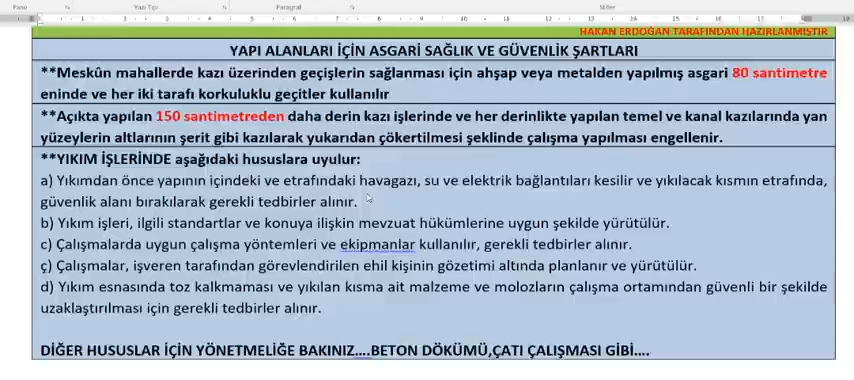 Pano Yazı Tipi Paragraf Stiller
HAKAN ERDOĞAN TARAFINDAN HAZIRLANMIŞTIR
YAPI ALANLARI İÇİN ASGARİ SAĞLIK VE GÜVENLİK ŞARTLARI
**Meskûn mahallerde kazı üzerinden geçişlerin sağlanması için ahşap veya metalden yapılmış asgari 80 santimetre
eninde ve her iki tarafı korkuluklu geçitler kullanılır
**Açıkta yapılan 150 santimetreden daha derin kazı işlerinde ve her derinlikte yapılan temel ve kanal kazılarında yan
yüzeylerin altlarının şerit gibi kazılarak yukarıdan çökertilmesi şeklinde çalışma yapılması engellenir.
**YIKIM İŞLERİNDE aşağıdaki hususlara uyulur:
a) Yıkımdan önce yapının içindeki ve etrafındaki havagazı, su ve elektrik bağlantıları kesilir ve yıkılacak kısmın etrafında,
güvenlik alanı bırakılarak gerekli tedbirler alınır.
b) Yıkım işleri, ilgili standartlar ve konuya ilişkin mevzuat hükümlerine uygun şekilde yürütülür.
c) Çalışmalarda uygun çalışma yöntemleri ve ekipmanlar kullanılır, gerekli tedbirler alınır.
ç) Çalışmalar, işveren tarafından görevlendirilen ehil kişinin gözetimi altında planlanır ve yürütülür.
d) Yıkım esnasında toz kalkmaması ve yıkılan kısma ait malzeme ve molozların çalışma ortamından güvenli bir şekilde
uzaklaştırılması için gerekli tedbirler alınır.
DİĞER HUSUSLAR İÇİN YÖNETMELİĞE BAKINIZ....BETON DÖKÜMÜ,ÇATI ÇALIŞMASI GİBİ....